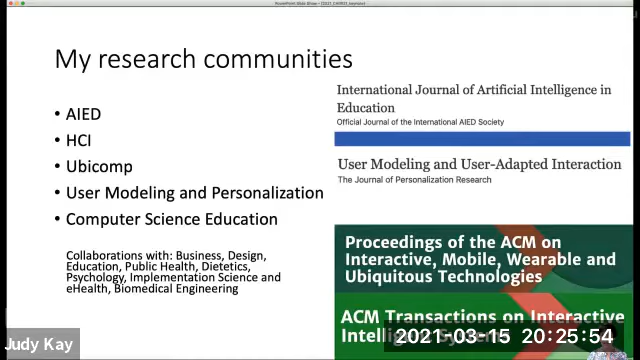 PowerPoint Slide Show - [2021_CHIR21_keynote]
My research communities
• AIED
• HCI
• Ubicomp
• User Modeling and Personalization
• Computer Science Education
Collaborations with: Business, Design,
Education, Public Health, Dietetics,
Psychology, Implementation Science and
eHealth, Biomedical Engineering
International Journal of Artificial Intelligence in
Education
Official Journal of the International AIED Society
User Modeling and User-Adapted Interaction
The Journal of Personalization Research
Proceedings of the ACM on
Interactive, Mobile, Wearable and
Ubiquitous Technologies
ACM Transactions on Interactive
Intelligent
2021-03-15 20:25:54
Judy Kay